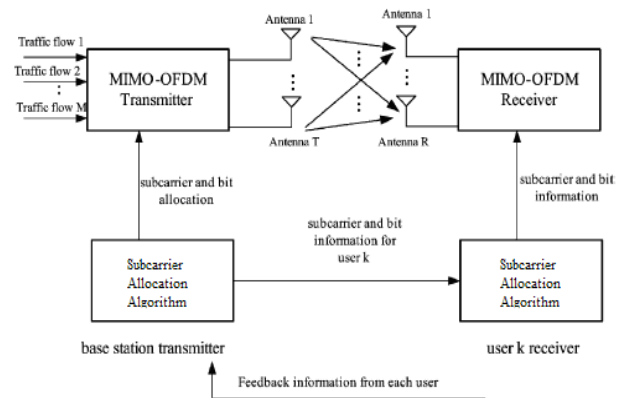 Antenna 1
Antenna 1
Traffic flow 1
Traffic flow 2
⋮
Traffic flow M
MIMO-OFDM
Transmitter
⋮
⋮
⋮
⋮
MIMO-OFDM
Receiver
Antenna T
Antenna R
subcarrier and bit
allocation
subcarrier and bit
information
subcarrier and bit
information for
user k
Subcarrier
Allocation
Algorithm
Subcarrier
Allocation
Algorithm
base station transmitter
user k receiver
Feedback information from each user